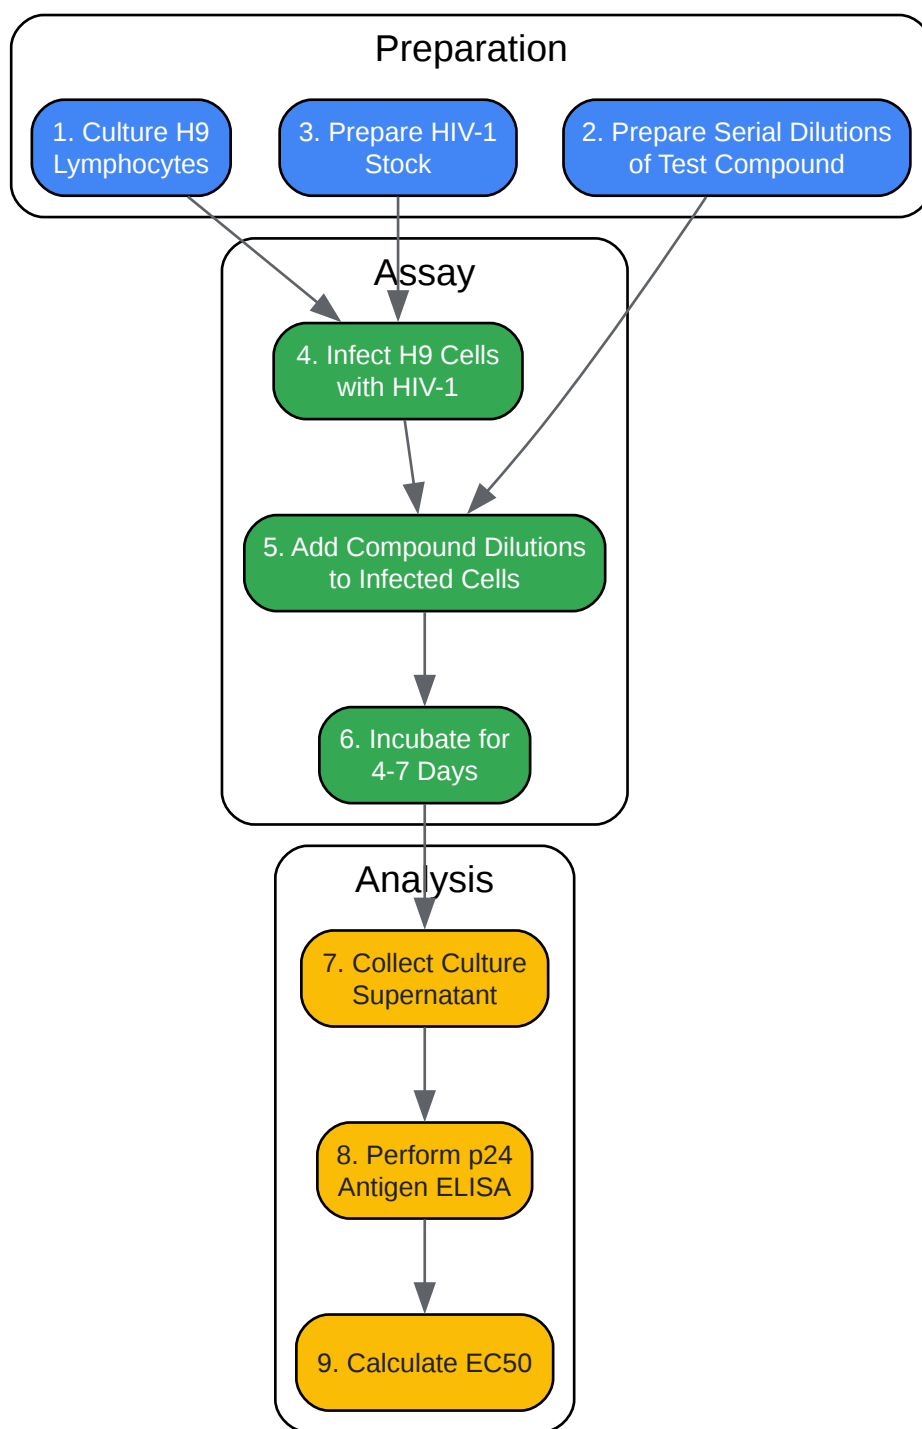 Preparation
1. Culture H9
Lymphocytes
3. Prepare HIV-1
Stock
2. Prepare Serial Dilutions
of Test Compound
Assay
4. Infect H9 Cells
with HIV-1
5. Add Compound Dilutions
to Infected Cells
6. Incubate for
4-7 Days
Analysis
7. Collect Culture
Supernatant
8. Perform p24
Antigen ELISA
9. Calculate EC50